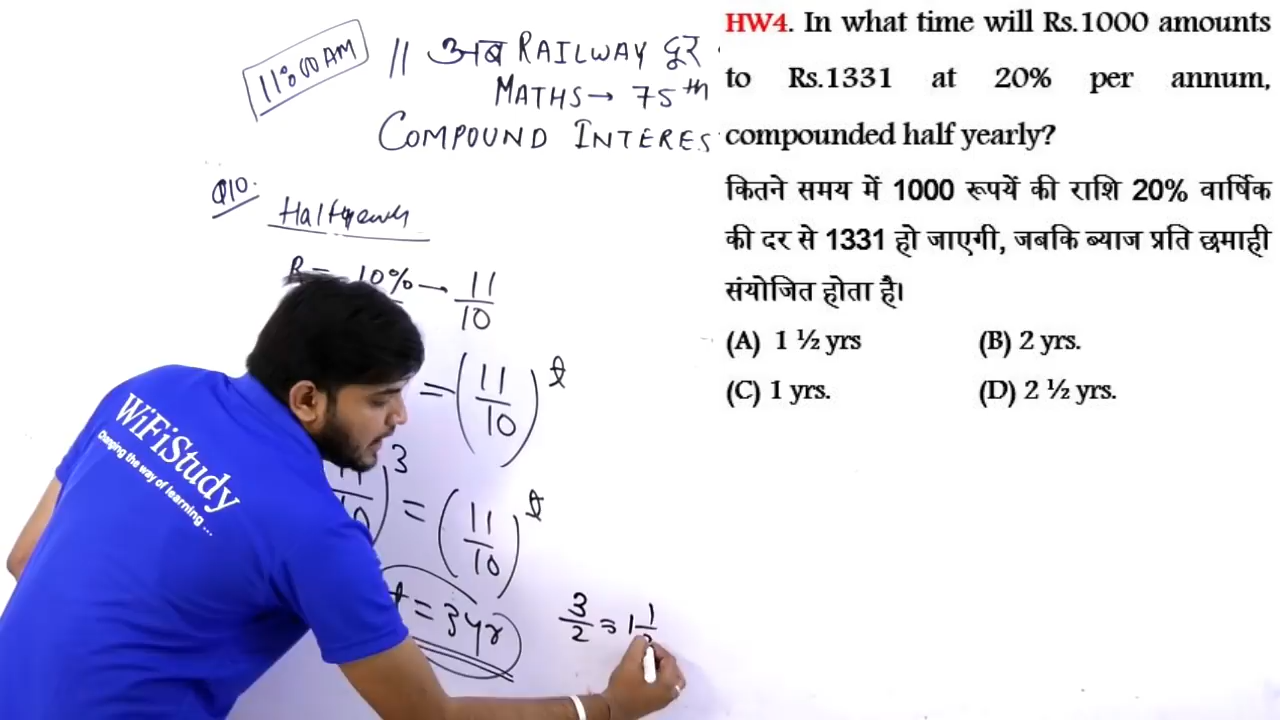 11:00 AM
|| अब RAILWAY दूर
MATHS → 75th
COMPOUND INTERES
Q10.
Half yearly
R = 10% → 11/10
= (11/10)^t
)^3 = (11/10)^t
t = 3yr
3/2 ⇒ 1 1/2
WiFiStudy
Changing the way of learning ...
HW4. In what time will Rs.1000 amounts
to Rs.1331 at 20% per annum,
compounded half yearly?
कितने समय में 1000 रूपयें की राशि 20% वार्षिक
की दर से 1331 हो जाएगी, जबकि ब्याज प्रति छमाही
संयोजित होता है।
(A) 1 ½ yrs (B) 2 yrs.
(C) 1 yrs. (D) 2 ½ yrs.